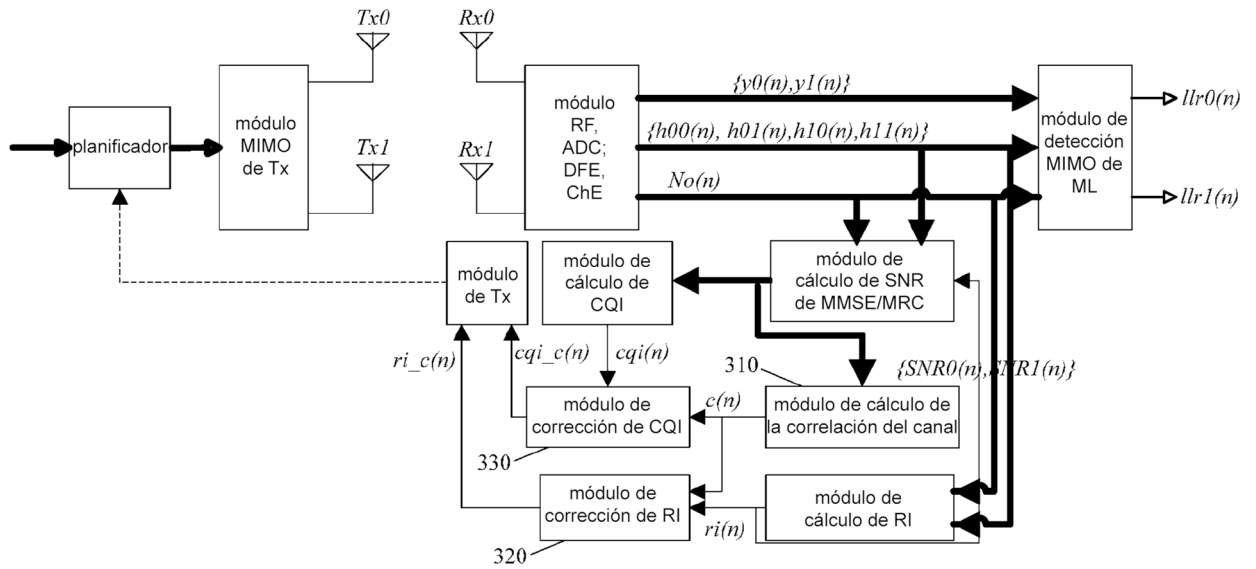 Tx0
Rx0
planificador
módulo
MIMO
de Tx
Tx1
Rx1
módulo
RF,
ADC;
DFE,
ChE
{y0(n),y1(n)}
{h00(n), h01(n),h10(n),h11(n)}
No(n)
módulo de
detección
MIMO de
ML
llr0(n)
llr1(n)
módulo
de Tx
módulo de
cálculo de
CQI
módulo de
cálculo de SNR
de MMSE/MRC
ri_c(n)
cqi_c(n)
cqi(n)
310
{SNR0(n),SNR1(n)}
módulo de
corrección de CQI
c(n)
módulo de cálculo de
la correlación del canal
330
módulo de
corrección de RI
ri(n)
módulo de
cálculo de RI
320